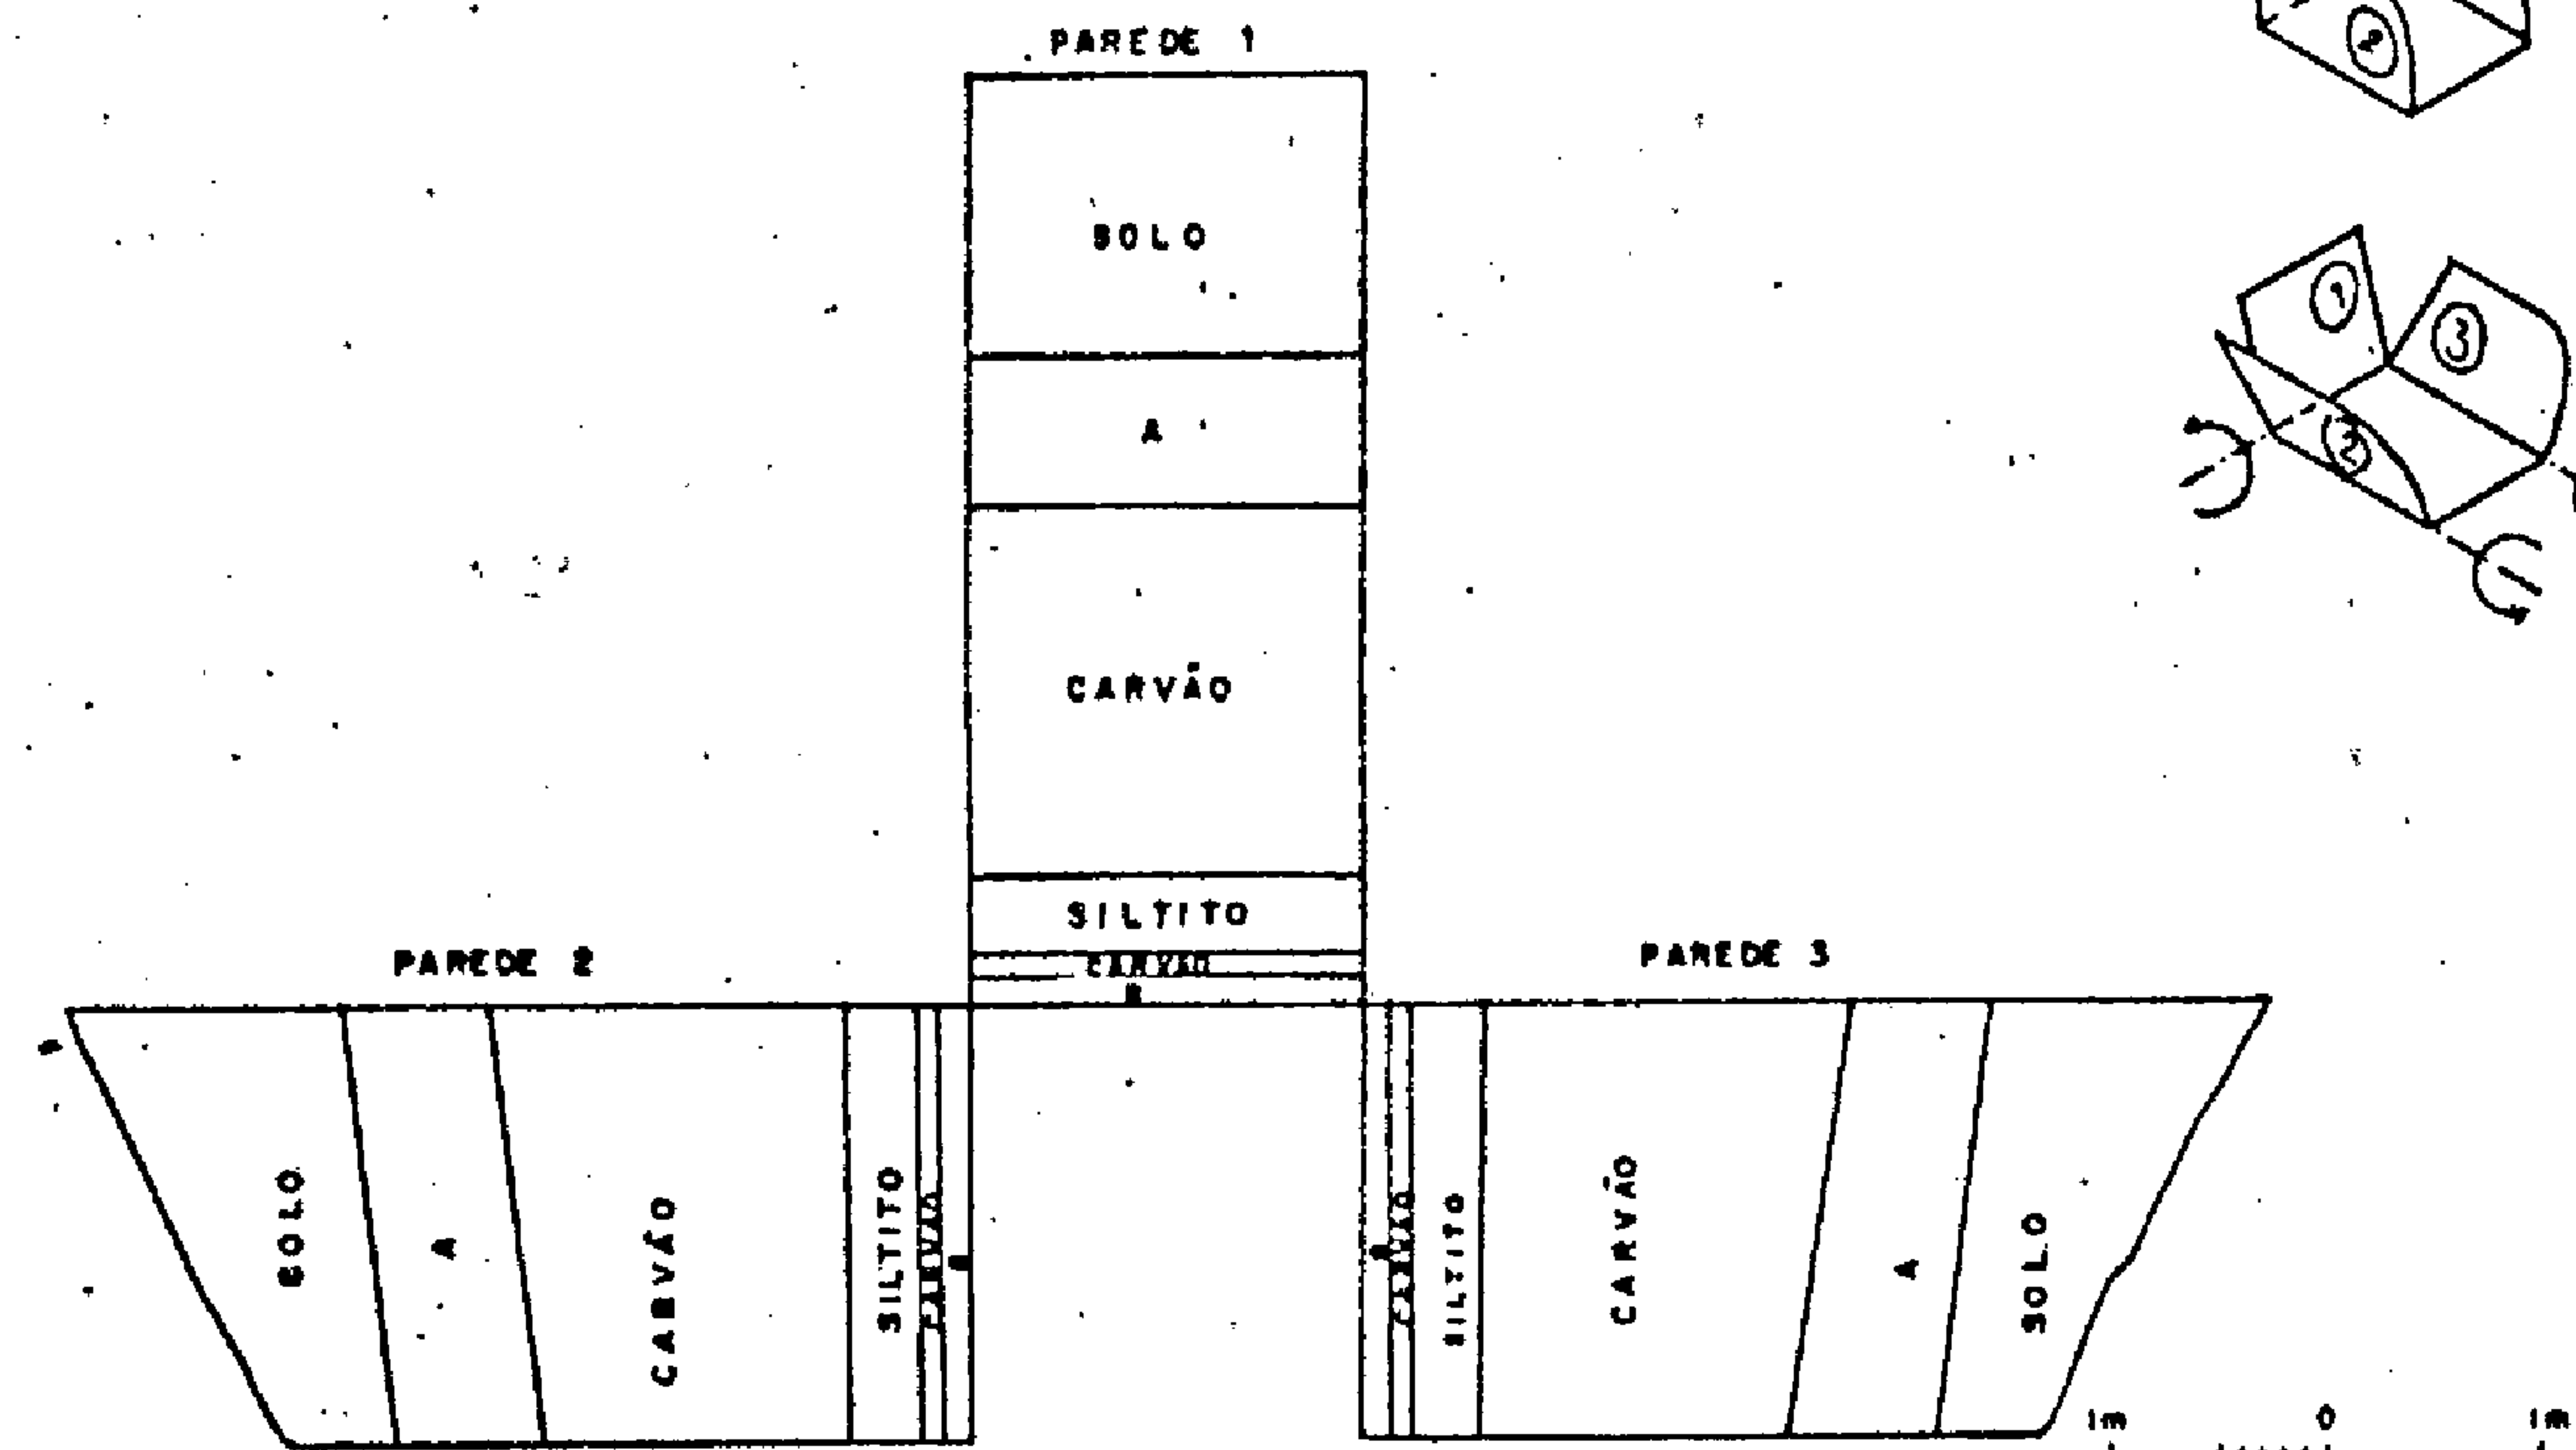 PAREDE 1
SOLO
A
CARVÃO
SILTITO
CARVÃO
B
PAREDE 2
SOLO
A
CARVÃO
SILTITO
CARVÃO
B
PAREDE 3
B
CARVÃO
SILTITO
CARVÃO
A
SOLO
2
1
3
2
1m 0 1m